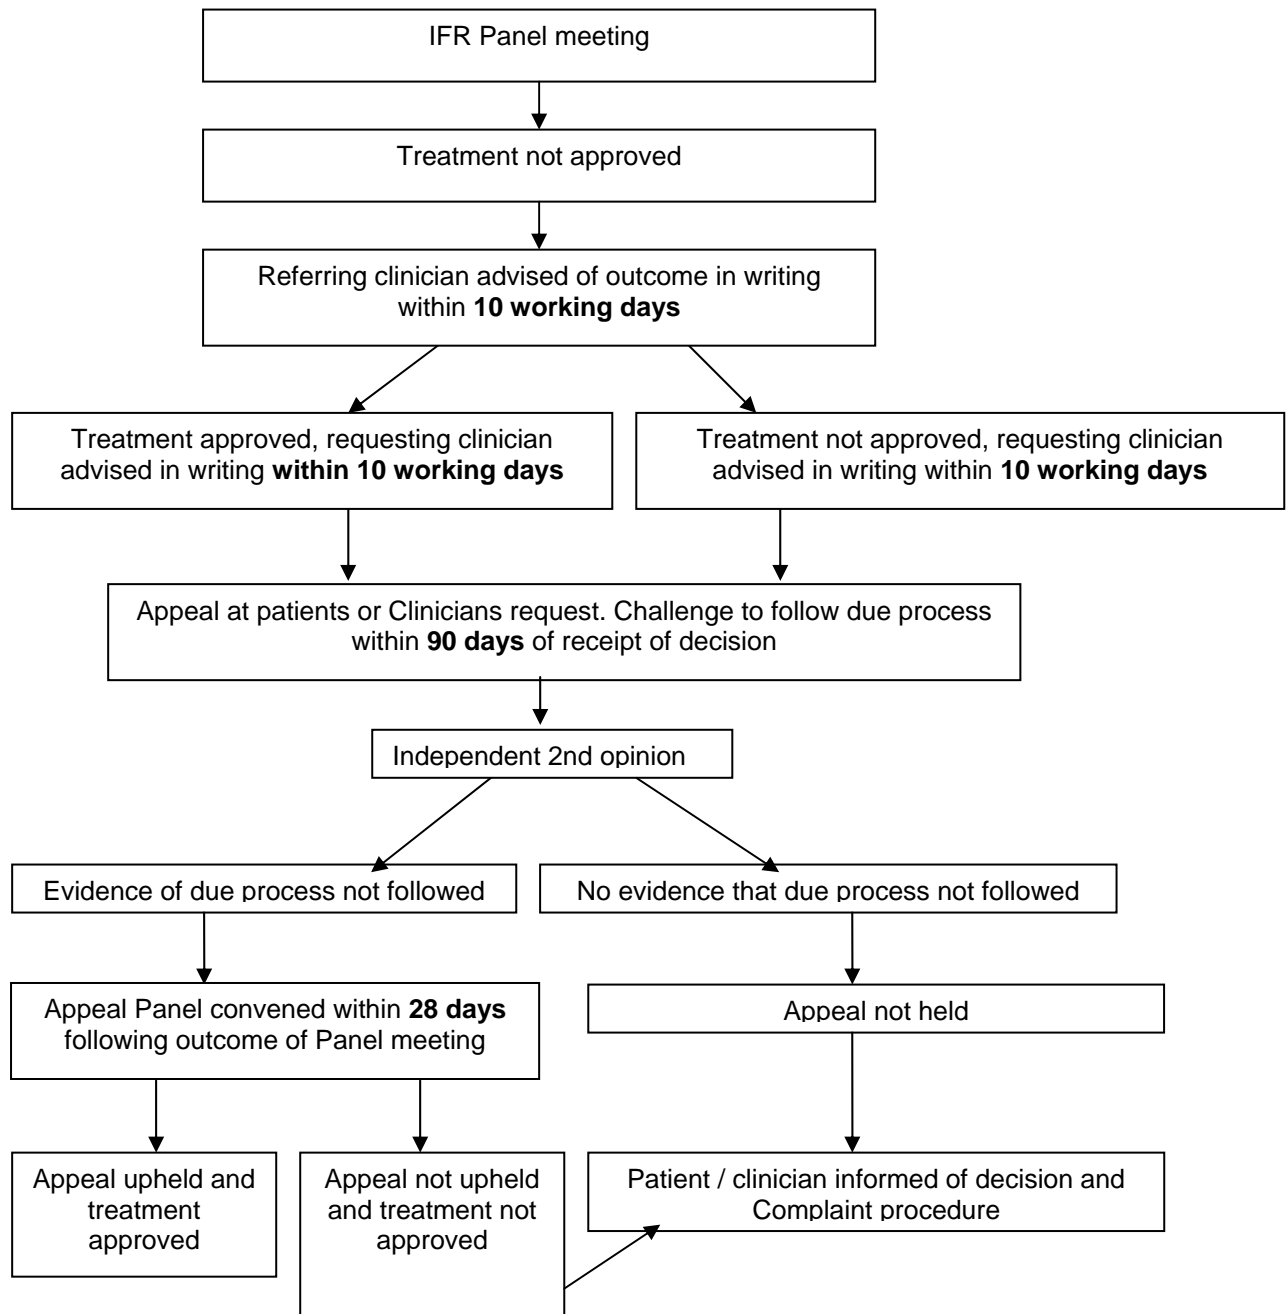 IFR Panel meeting
Treatment not approved
Referring clinician advised of outcome in writing
within 10 working days
Treatment approved, requesting clinician
advised in writing within 10 working days
Treatment not approved, requesting clinician
advised in writing within 10 working days
Appeal at patients or Clinicians request. Challenge to follow due process
within 90 days of receipt of decision
Independent 2nd opinion
Evidence of due process not followed
No evidence that due process not followed
Appeal Panel convened within 28 days
following outcome of Panel meeting
Appeal not held
Appeal upheld and
treatment
approved
Appeal not upheld
and treatment not
approved
Patient / clinician informed of decision and
Complaint procedure